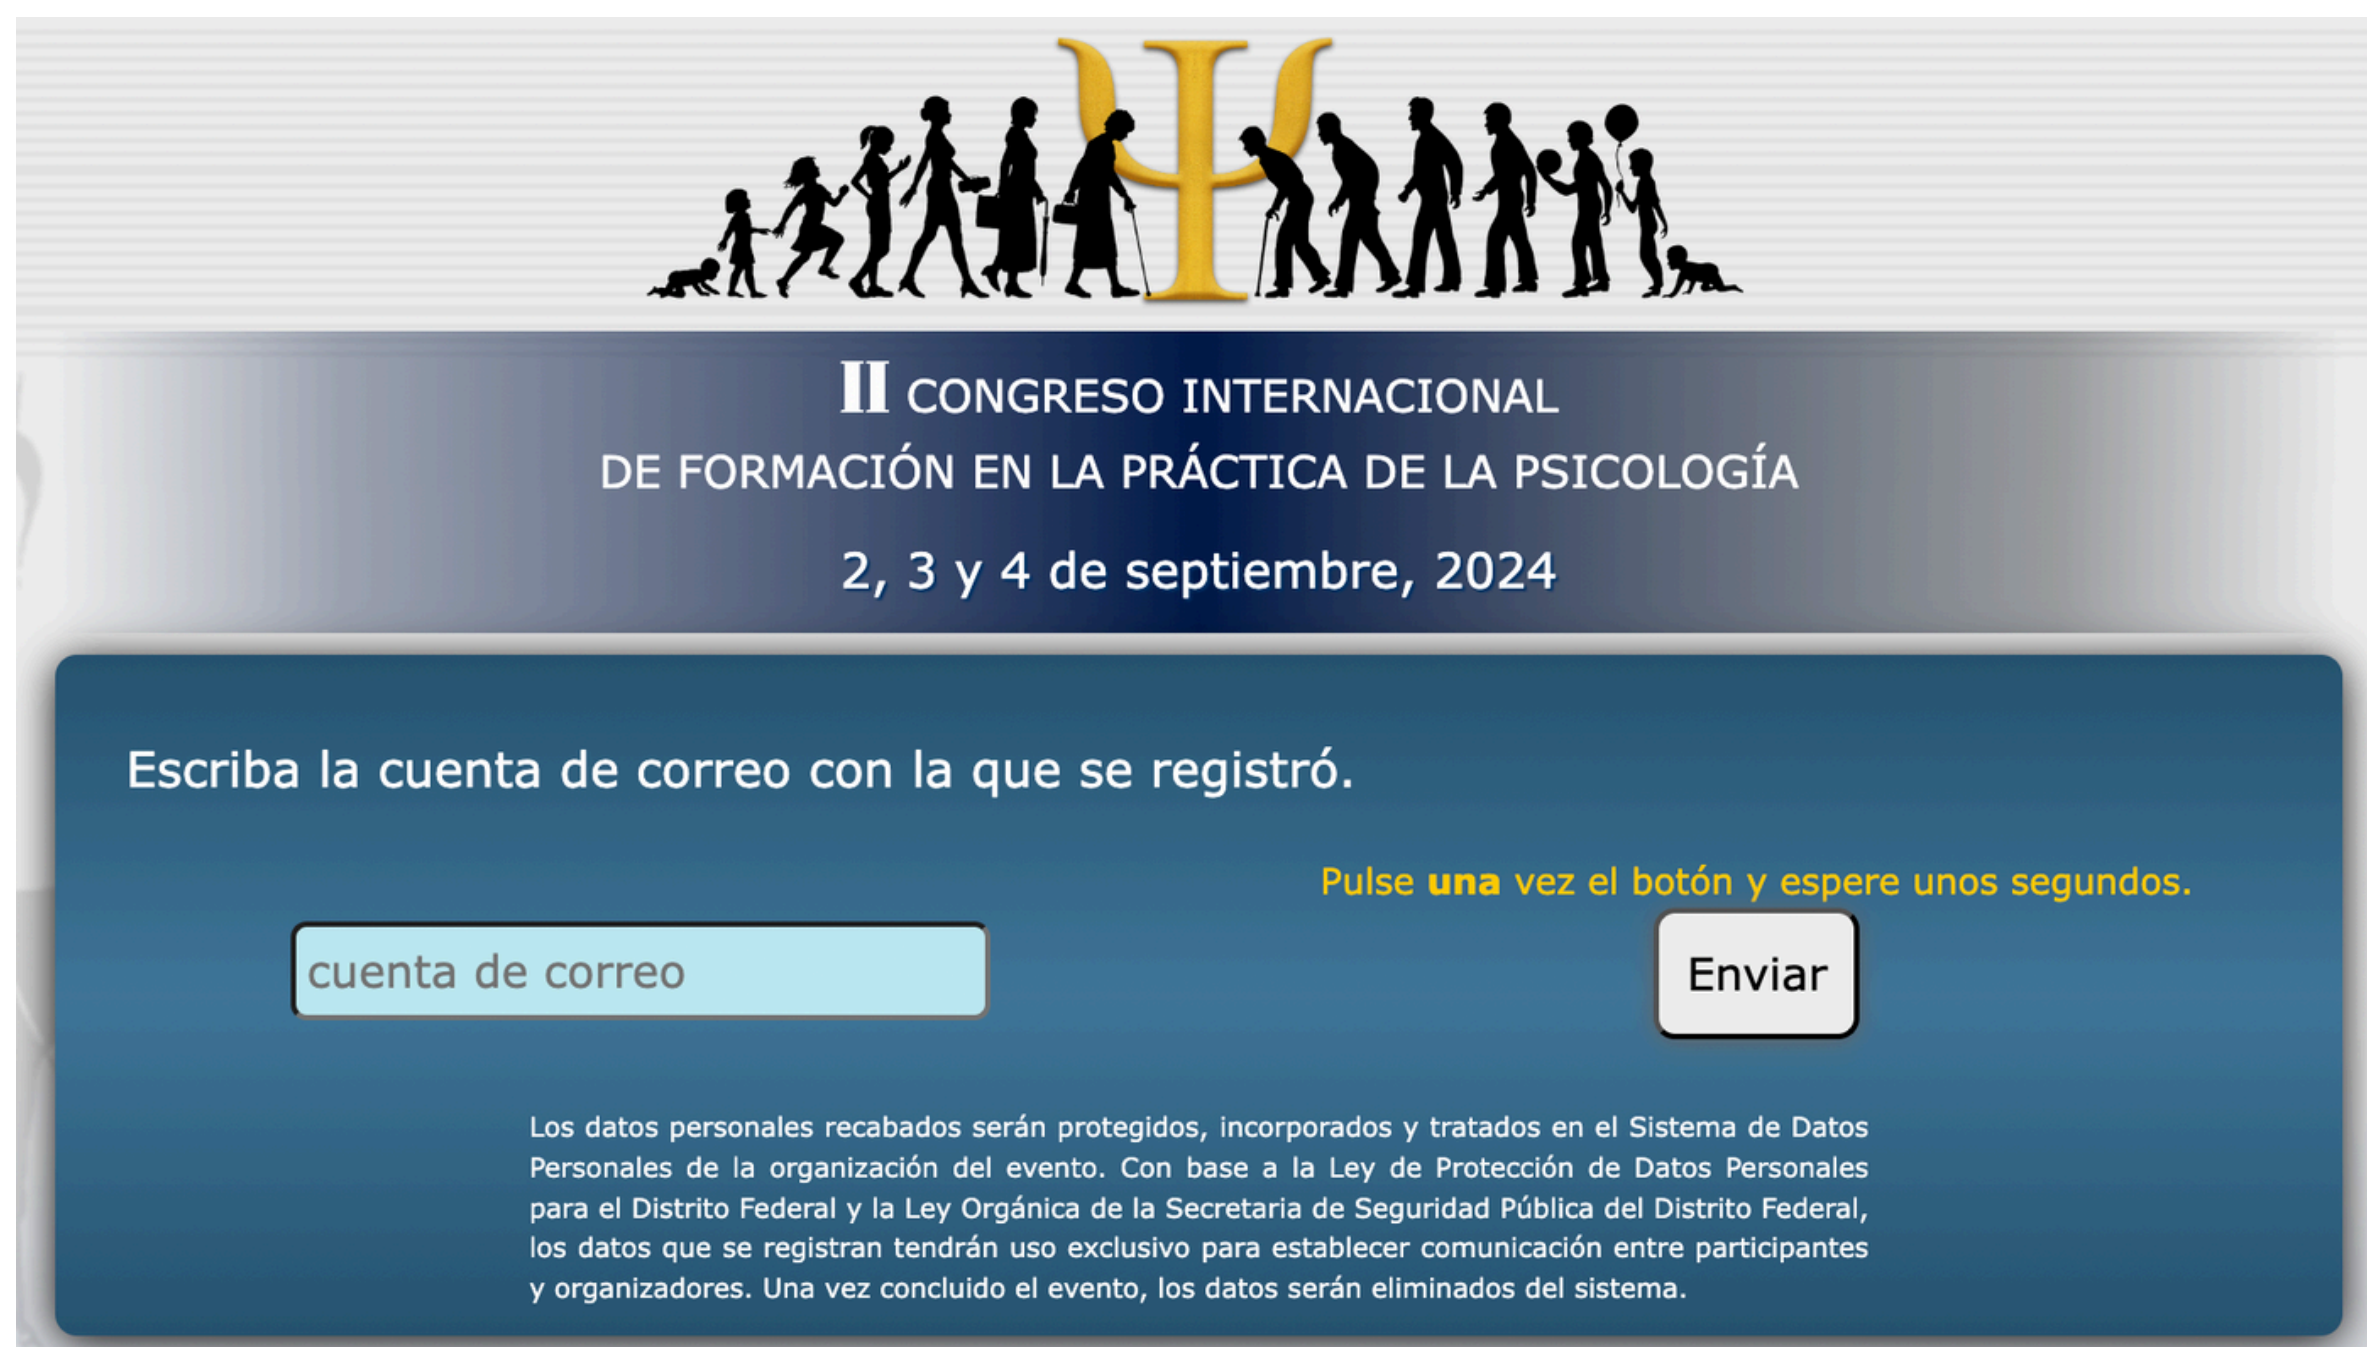 Ψ
II CONGRESO INTERNACIONAL
DE FORMACIÓN EN LA PRÁCTICA DE LA PSICOLOGÍA
2, 3 y 4 de septiembre, 2024
Escriba la cuenta de correo con la que se registró.
Pulse una vez el botón y espere unos segundos.
cuenta de correo
Enviar
Los datos personales recabados serán protegidos, incorporados y tratados en el Sistema de Datos
Personales de la organización del evento. Con base a la Ley de Protección de Datos Personales
para el Distrito Federal y la Ley Orgánica de la Secretaria de Seguridad Pública del Distrito Federal,
los datos que se registran tendrán uso exclusivo para establecer comunicación entre participantes
y organizadores. Una vez concluido el evento, los datos serán eliminados del sistema.